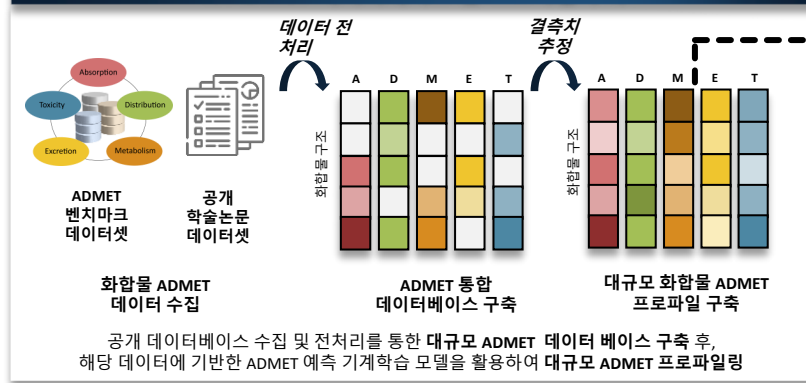 데이터 전
처리
결측치
추정
Absorption
Toxicity
Distribution
Excretion
Metabolism
ADMET
벤치마크
데이터셋
공개
학술논문
데이터셋
A D M E T
화합물 구조
A D M E T
화합물 구조
화합물 ADMET
데이터 수집
ADMET 통합
데이터베이스 구축
대규모 화합물 ADMET
프로파일 구축
공개 데이터베이스 수집 및 전처리를 통한 대규모 ADMET 데이터 베이스 구축 후,
해당 데이터에 기반한 ADMET 예측 기계학습 모델을 활용하여 대규모 ADMET 프로파일링